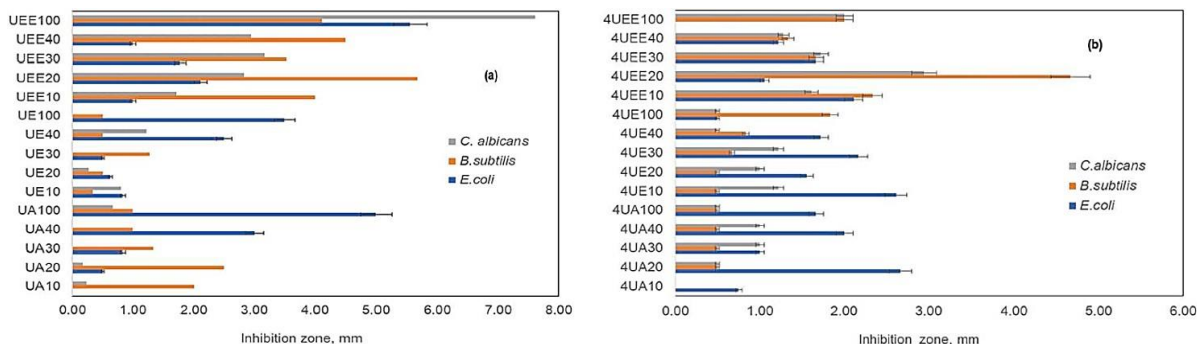 UEE100
UEE40
UEE30
UEE20
UEE10
UE100
UE40
UE30
UE20
UE10
UA100
UA40
UA30
UA20
UA10
(a)
C. albicans
B.subtilis
E.coli
0.00 1.00 2.00 3.00 4.00 5.00 6.00 7.00 8.00
Inhibition zone, mm
4UEE100
4UEE40
4UEE30
4UEE20
4UEE10
4UE100
4UE40
4UE30
4UE20
4UE10
4UA100
4UA40
4UA30
4UA20
4UA10
(b)
C.albicans
B.subtilis
E.coli
0.00 1.00 2.00 3.00 4.00 5.00 6.00
Inhibition zone, mm